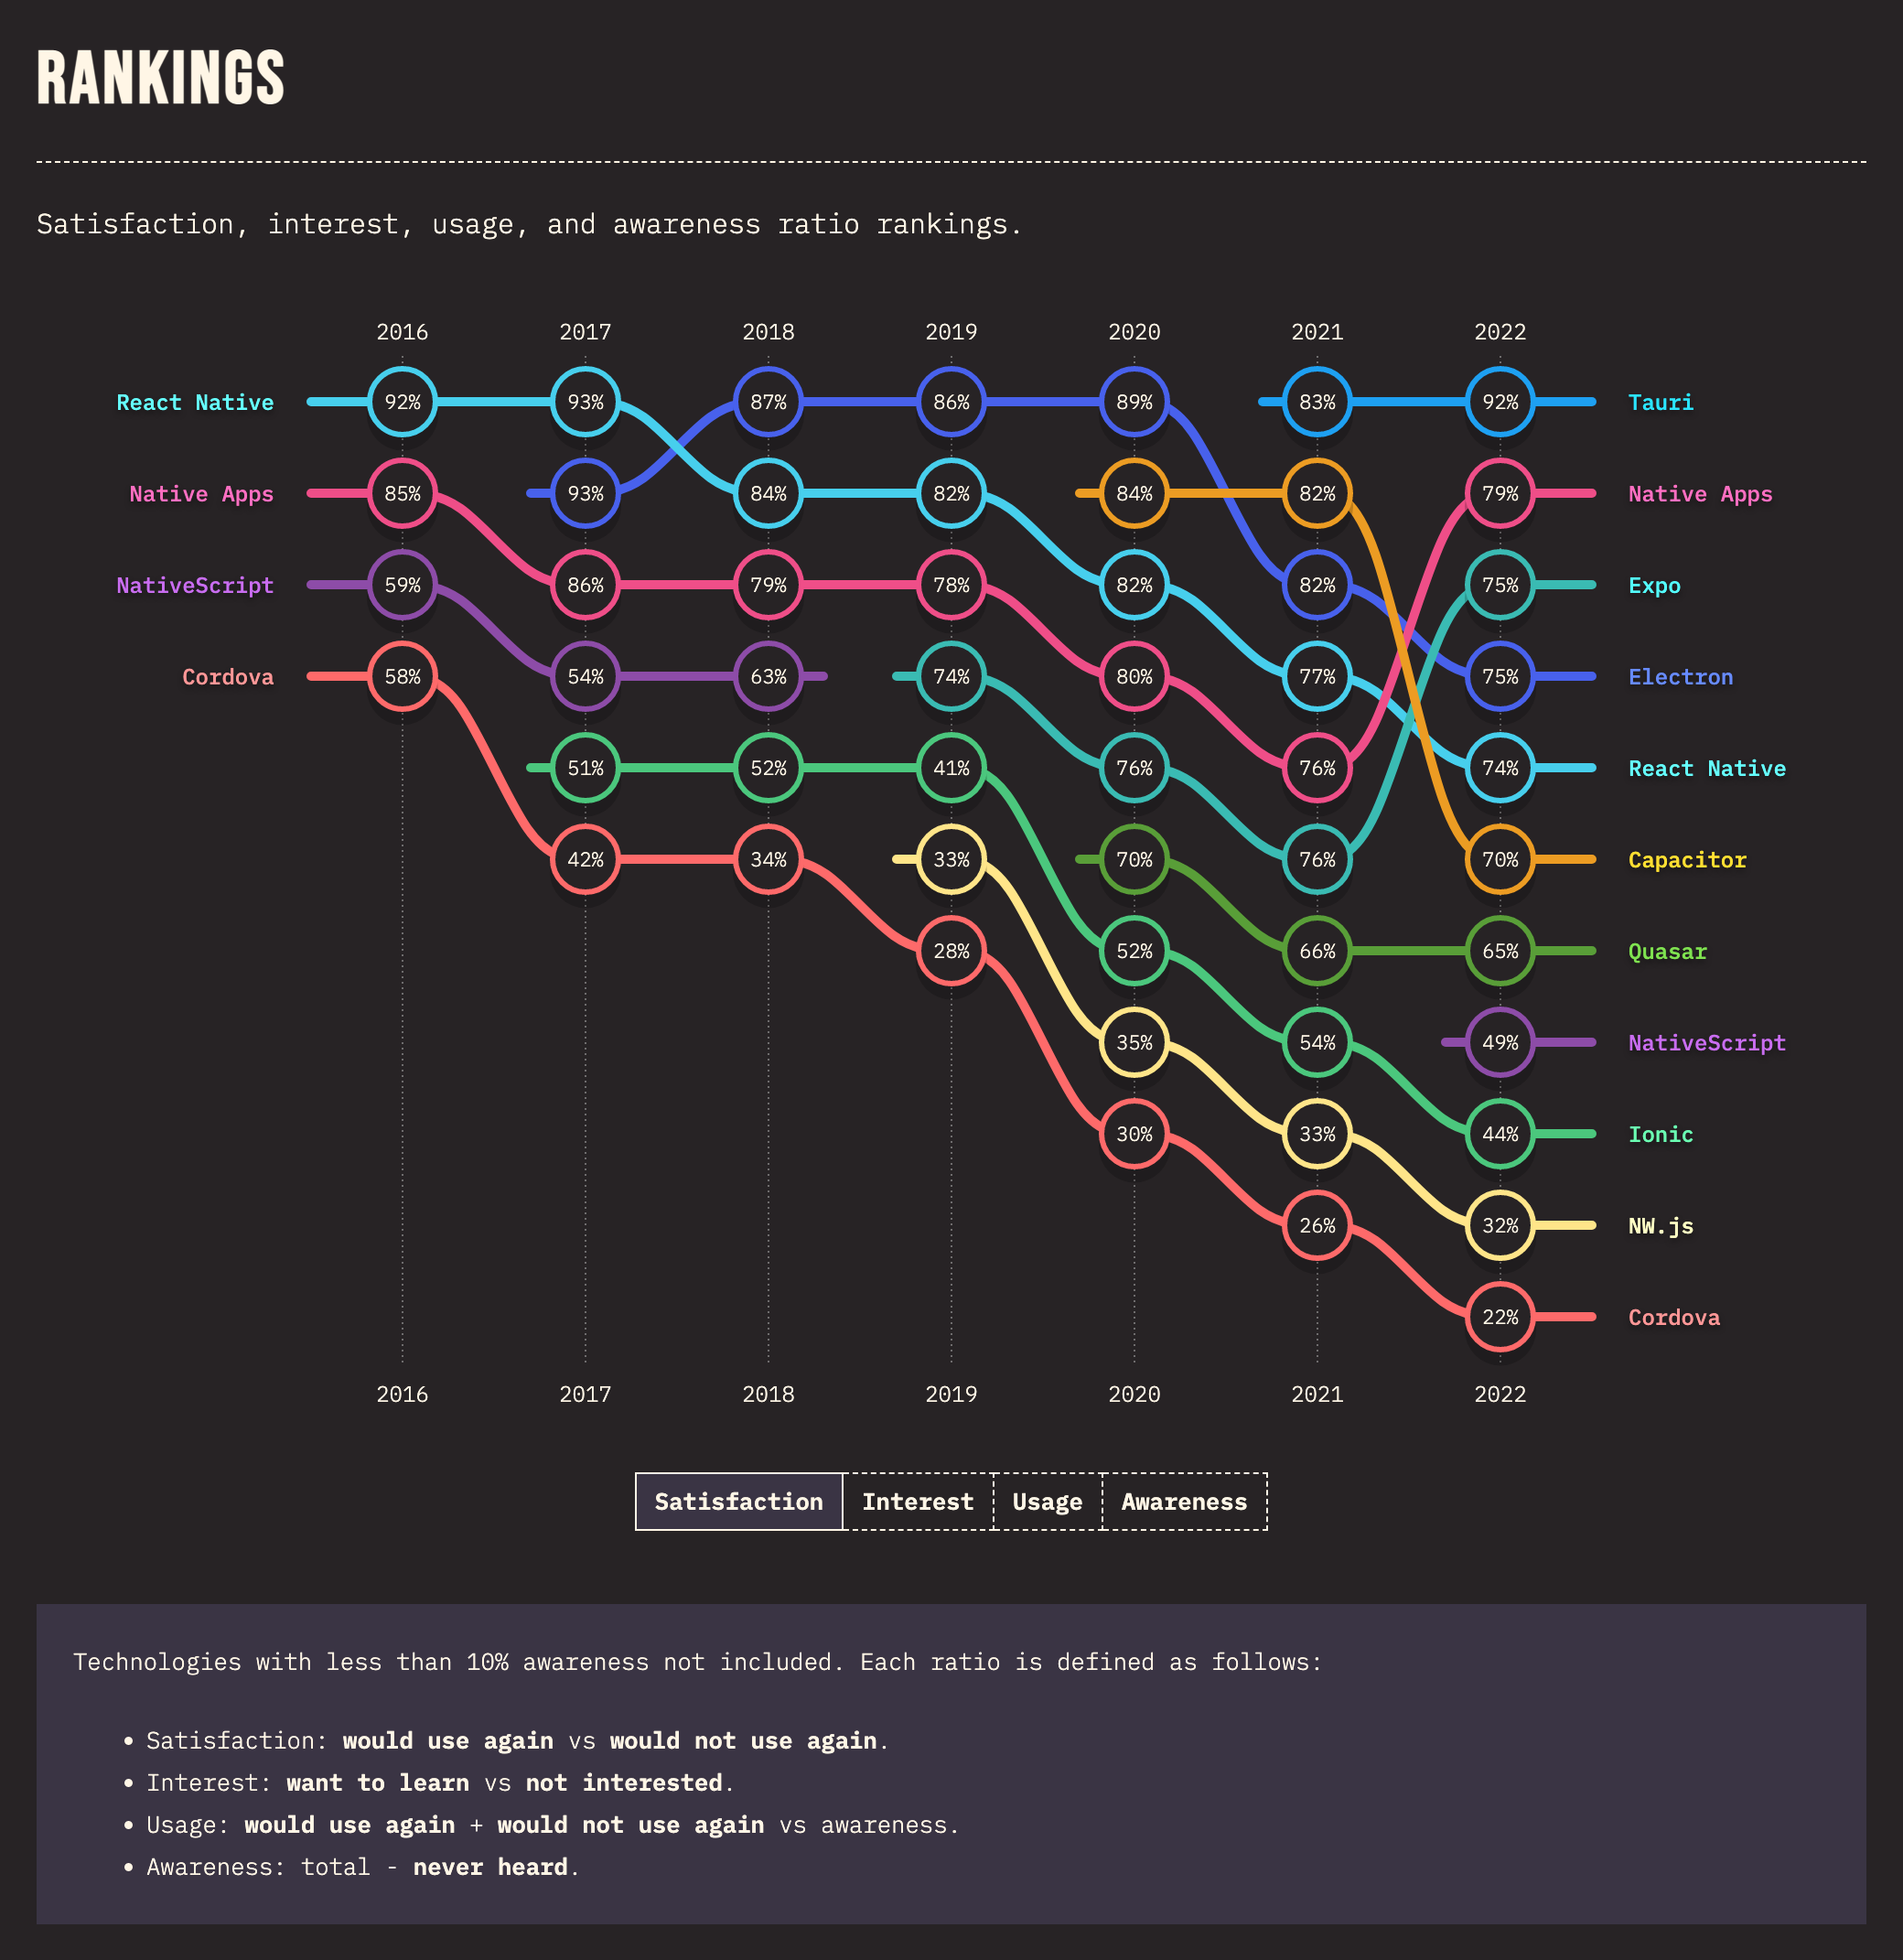 RANKINGS
Satisfaction, interest, usage, and awareness ratio rankings.
2016 2017 2018 2019 2020 2021 2022
React Native 92% 93% 87% 86% 89% 83% 92% Tauri
Native Apps 85% 93% 84% 82% 84% 82% 79% Native Apps
NativeScript 59% 86% 79% 78% 82% 82% 75% Expo
Cordova 58% 54% 63% 74% 80% 77% 75% Electron
51% 52% 41% 76% 76% 74% React Native
42% 34% 33% 70% 76% 70% Capacitor
28% 52% 66% 65% Quasar
35% 54% 49% NativeScript
30% 33% 44% Ionic
26% 32% NW.js
22% Cordova
2016 2017 2018 2019 2020 2021 2022
Satisfaction Interest Usage Awareness
Technologies with less than 10% awareness not included. Each ratio is defined as follows:
• Satisfaction: would use again vs would not use again.
• Interest: want to learn vs not interested.
• Usage: would use again + would not use again vs awareness.
• Awareness: total - never heard.